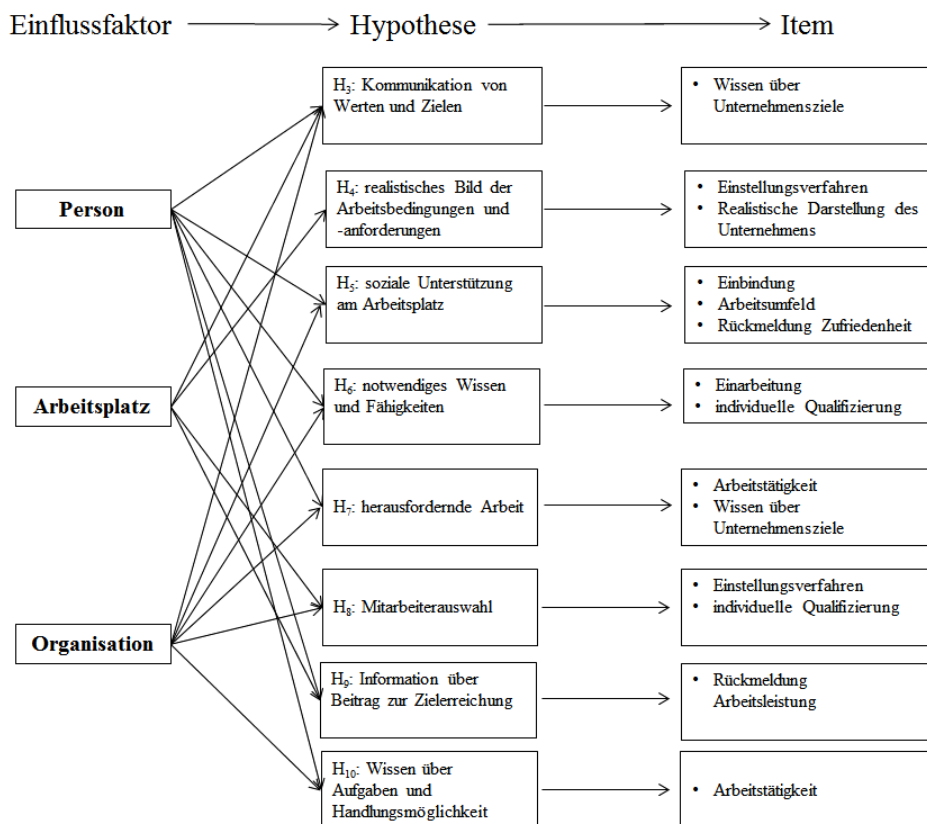 Einflussfaktor Hypothese Item
H3: Kommunikation von
Werten und Zielen
• Wissen über
Unternehmensziele
Person
H4: realistisches Bild der
Arbeitsbedingungen und
-anforderungen
• Einstellungsverfahren
• Realistische Darstellung des
Unternehmens
H5: soziale Unterstützung
am Arbeitsplatz
• Einbindung
• Arbeitsumfeld
• Rückmeldung Zufriedenheit
Arbeitsplatz
H6: notwendiges Wissen
und Fähigkeiten
• Einarbeitung
• individuelle Qualifizierung
H7: herausfordernde Arbeit
• Arbeitstätigkeit
• Wissen über
Unternehmensziele
H8: Mitarbeiterauswahl
• Einstellungsverfahren
• individuelle Qualifizierung
Organisation
H9: Information über
Beitrag zur Zielerreichung
• Rückmeldung
Arbeitsleistung
H10: Wissen über
Aufgaben und
Handlungsmöglichkeit
• Arbeitstätigkeit